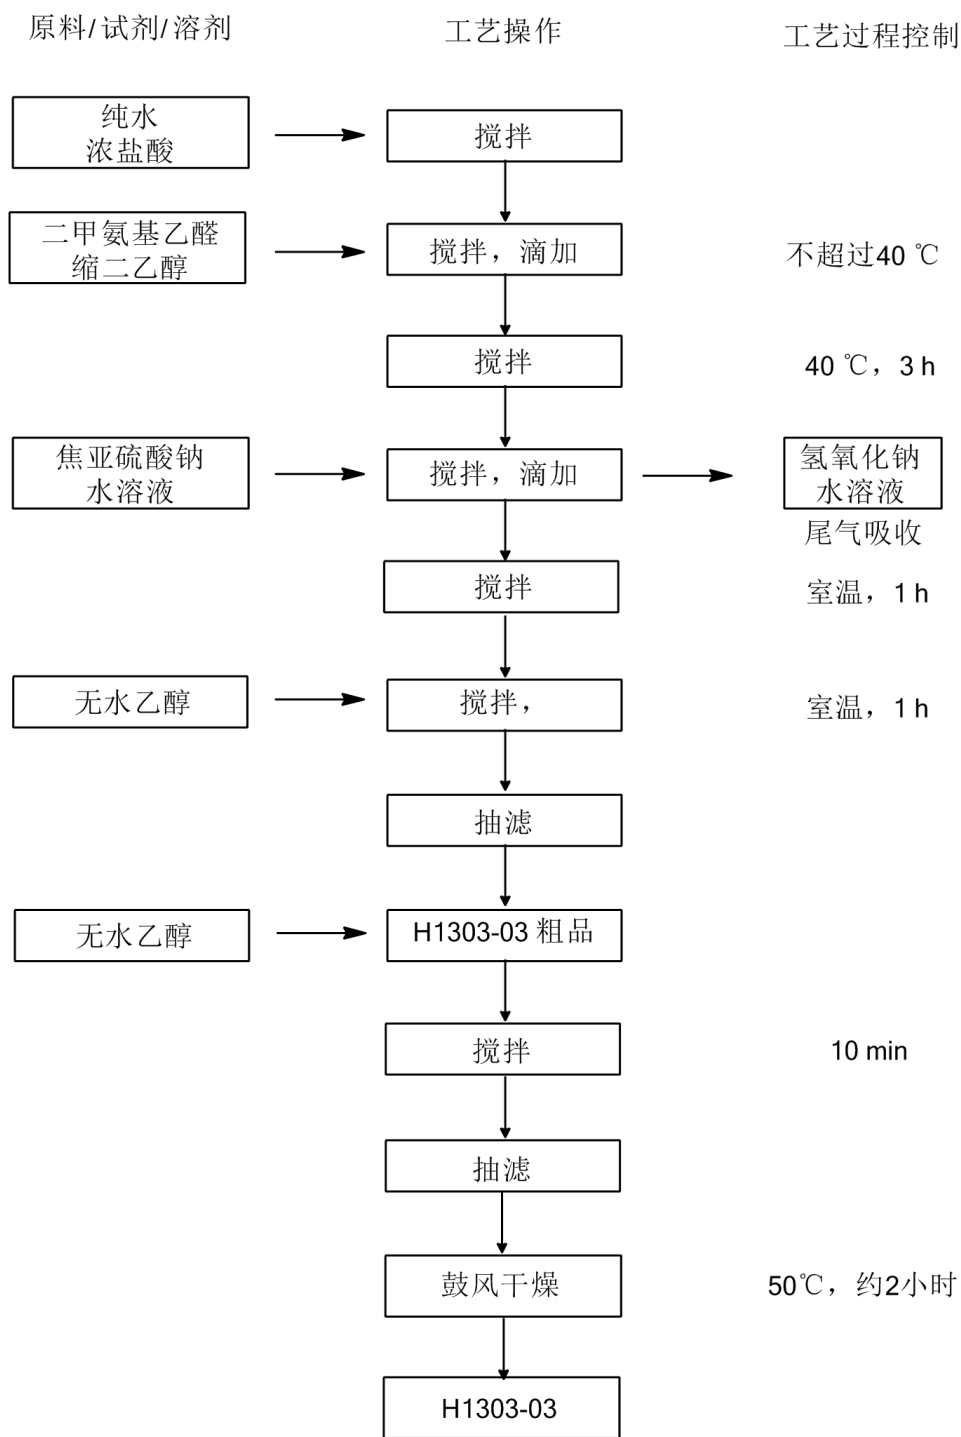 原料/试剂/溶剂
工艺操作
工艺过程控制
纯水
浓盐酸
搅拌
二甲氨基乙醛
缩二乙醇
搅拌，滴加
不超过40 ℃
搅拌
40 ℃，3 h
焦亚硫酸钠
水溶液
搅拌，滴加
氢氧化钠
水溶液
尾气吸收
搅拌
室温，1 h
无水乙醇
搅拌，
室温，1 h
抽滤
无水乙醇
H1303-03 粗品
搅拌
10 min
抽滤
鼓风干燥
50℃，约2小时
H1303-03